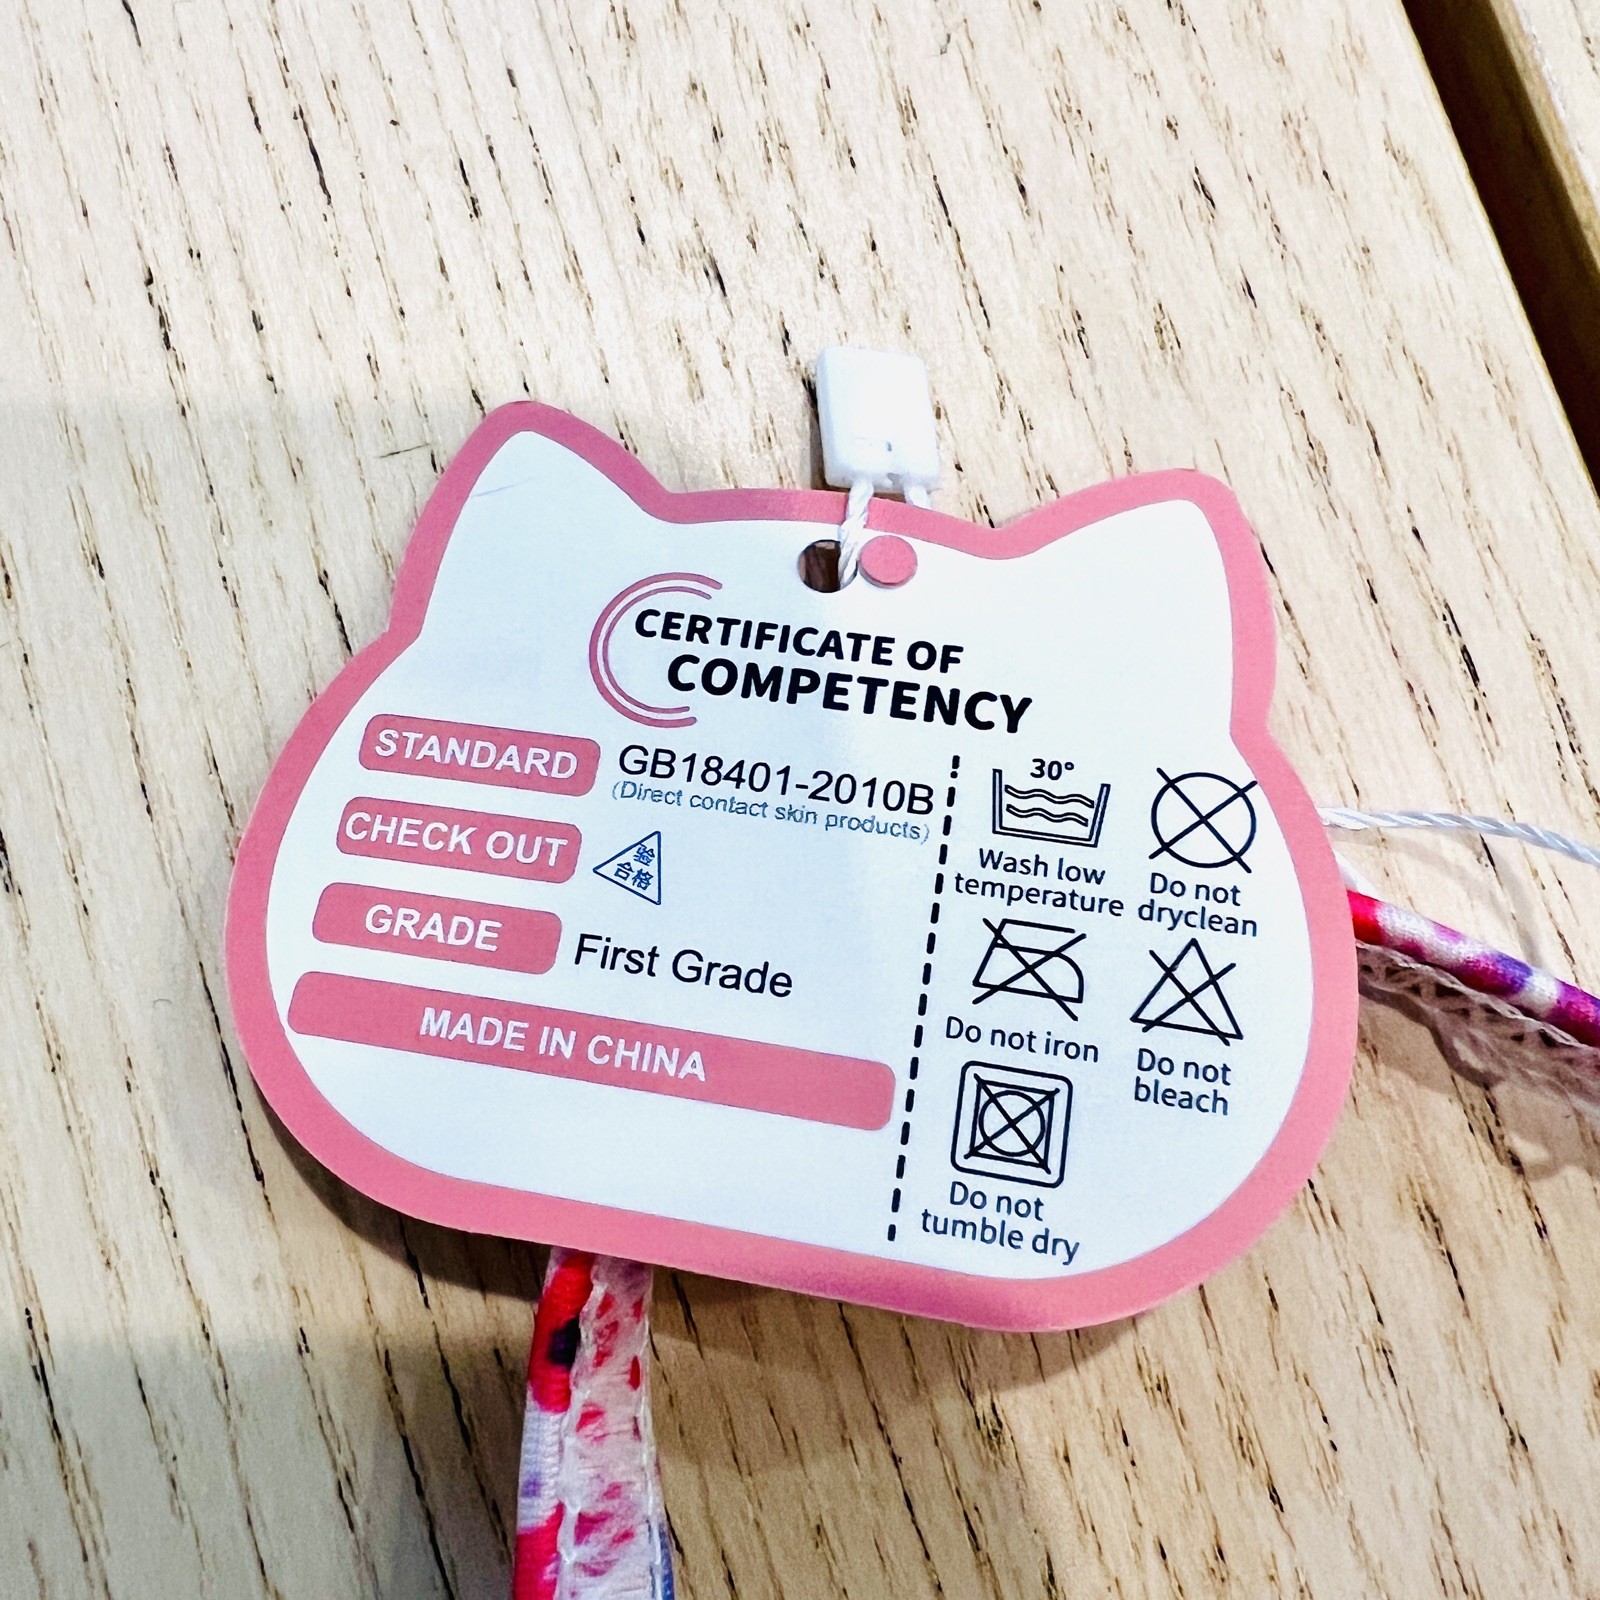 CERTIFICATE OF
COMPETENCY
STANDARD
GB18401-2010B
(Direct contact skin products)
CHECK OUT
验
合格
GRADE
First Grade
MADE IN CHINA
30°
Wash low
temperature
Do not
dryclean
Do not iron
Do not
bleach
Do not
tumble dry